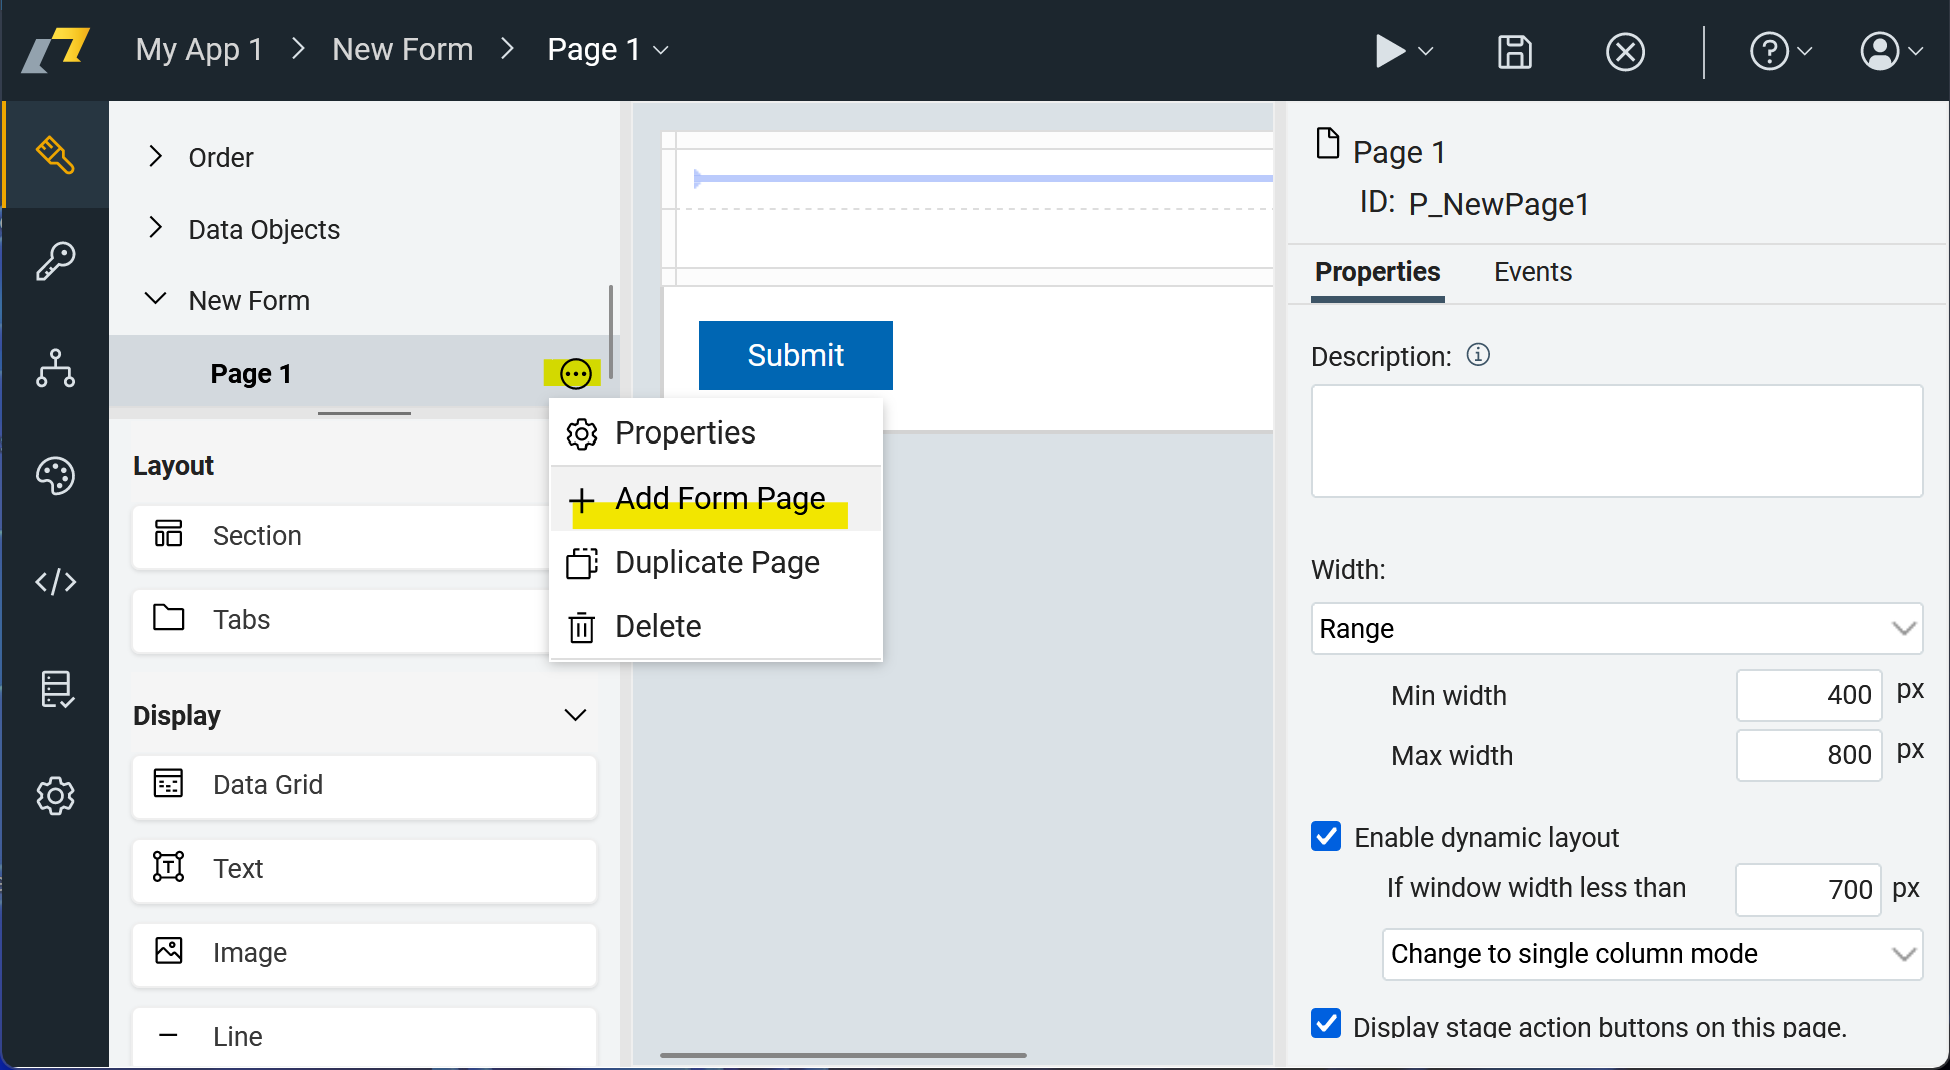 My App 1 > New Form > Page 1
Order
Data Objects
New Form
Page 1
Layout
Section
Tabs
Display
Data Grid
Text
Image
Line
Submit
Properties
Add Form Page
Duplicate Page
Delete
Page 1
ID: P_NewPage1
Properties Events
Description:
Width:
Range
Min width 400 px
Max width 800 px
Enable dynamic layout
If window width less than 700 px
Change to single column mode
Display stage action buttons on this page.